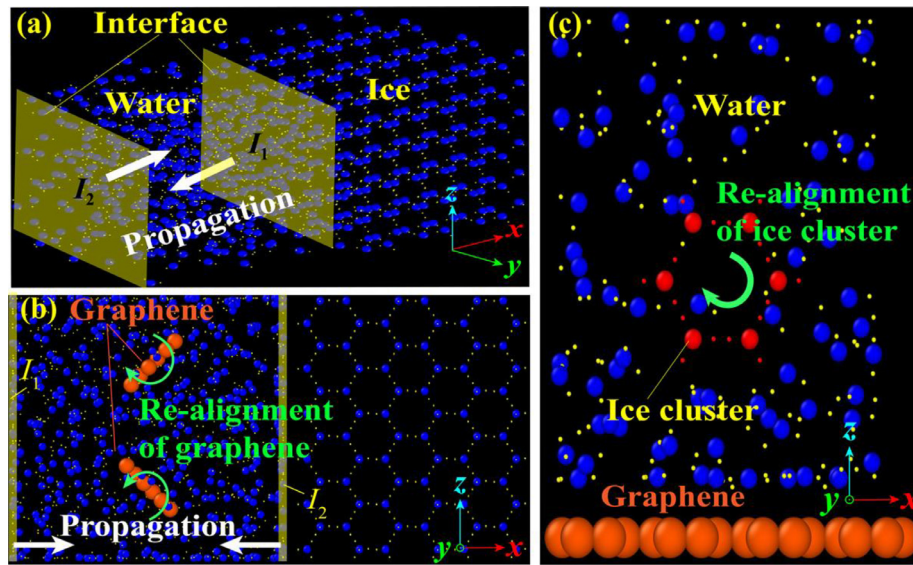 (a)
Interface
Water
Ice
I1
I2
Propagation
z
x
y
(b)
Graphene
I1
Re-alignment
of graphene
I2
Propagation
z
y
x
(c)
Water
Re-alignment
of ice cluster
Ice cluster
z
Graphene
y
x